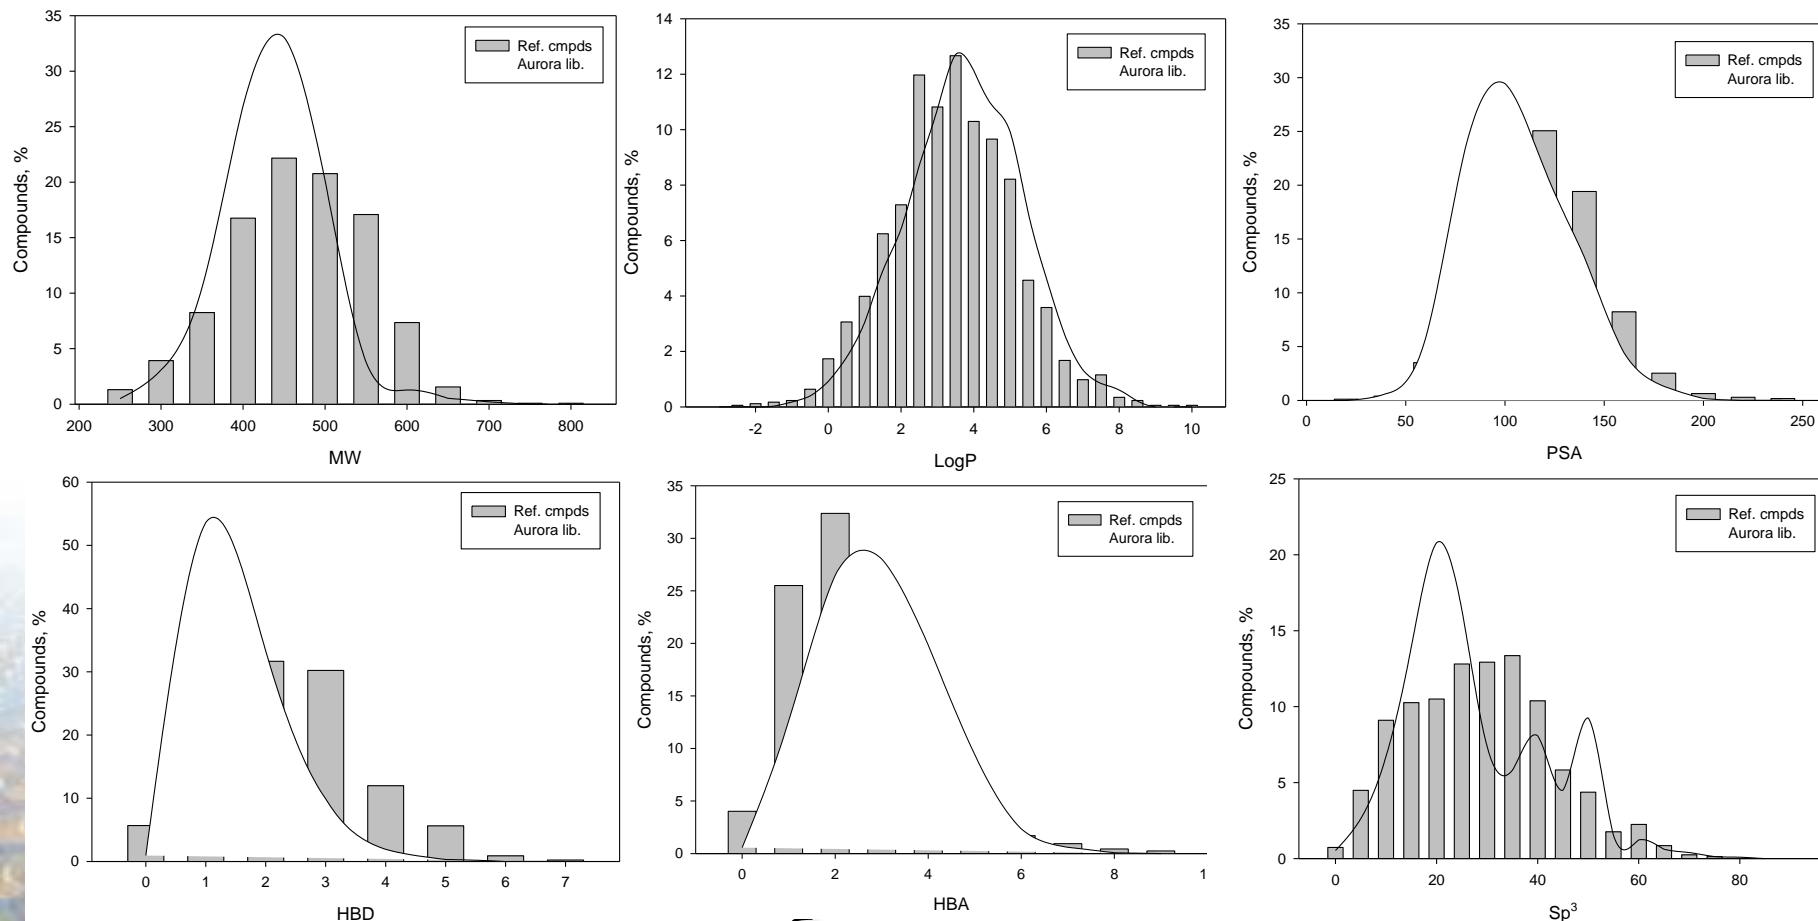 35
30
25
20
15
10
5
0
Compounds, %
Ref. cmpds
Aurora lib.
200 300 400 500 600 700 800
MW
14
12
10
8
6
4
2
0
Compounds, %
Ref. cmpds
Aurora lib.
-2 0 2 4 6 8 10
LogP
35
30
25
20
15
10
5
0
Compounds, %
Ref. cmpds
Aurora lib.
0 50 100 150 200 250
PSA
60
50
40
30
20
10
0
Compounds, %
Ref. cmpds
Aurora lib.
0 1 2 3 4 5 6 7
HBD
35
30
25
20
15
10
5
0
Compounds, %
Ref. cmpds
Aurora lib.
0 2 4 6 8 1
HBA
25
20
15
10
5
0
Compounds, %
Ref. cmpds
Aurora lib.
0 20 40 60 80
Sp³